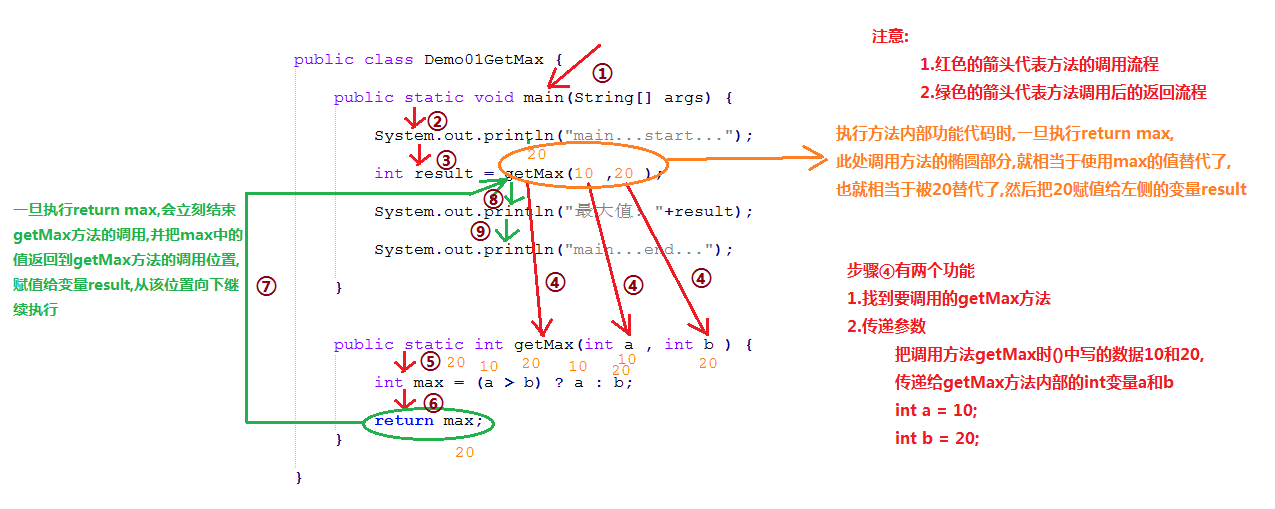 注意:
1.红色的箭头代表方法的调用流程
2.绿色的箭头代表方法调用后的返回流程
public class Demo01GetMax {
①
public static void main(String[] args) {
②
System.out.println("main...start...");
③
20
int result = getMax(10 ,20 );
⑧
System.out.println("最大值: "+result);
⑨
System.out.println("main...end...");
④ ④ ④
}
执行方法内部功能代码时,一旦执行return max,
此处调用方法的椭圆部分,就相当于使用max的值替代了,
也就相当于被20替代了,然后把20赋值给左侧的变量result
一旦执行return max,会立刻结束
getMax方法的调用,并把max中的
值返回到getMax方法的调用位置,
赋值给变量result,从该位置向下继
续执行
⑦
步骤④有两个功能
1.找到要调用的getMax方法
2.传递参数
把调用方法getMax时()中写的数据10和20,
传递给getMax方法内部的int变量a和b
int a = 10;
int b = 20;
public static int getMax(int a , int b ) {
⑤ 20 10 20 10 20 10 20
int max = (a > b) ? a : b;
⑥
return max;
}
20
}